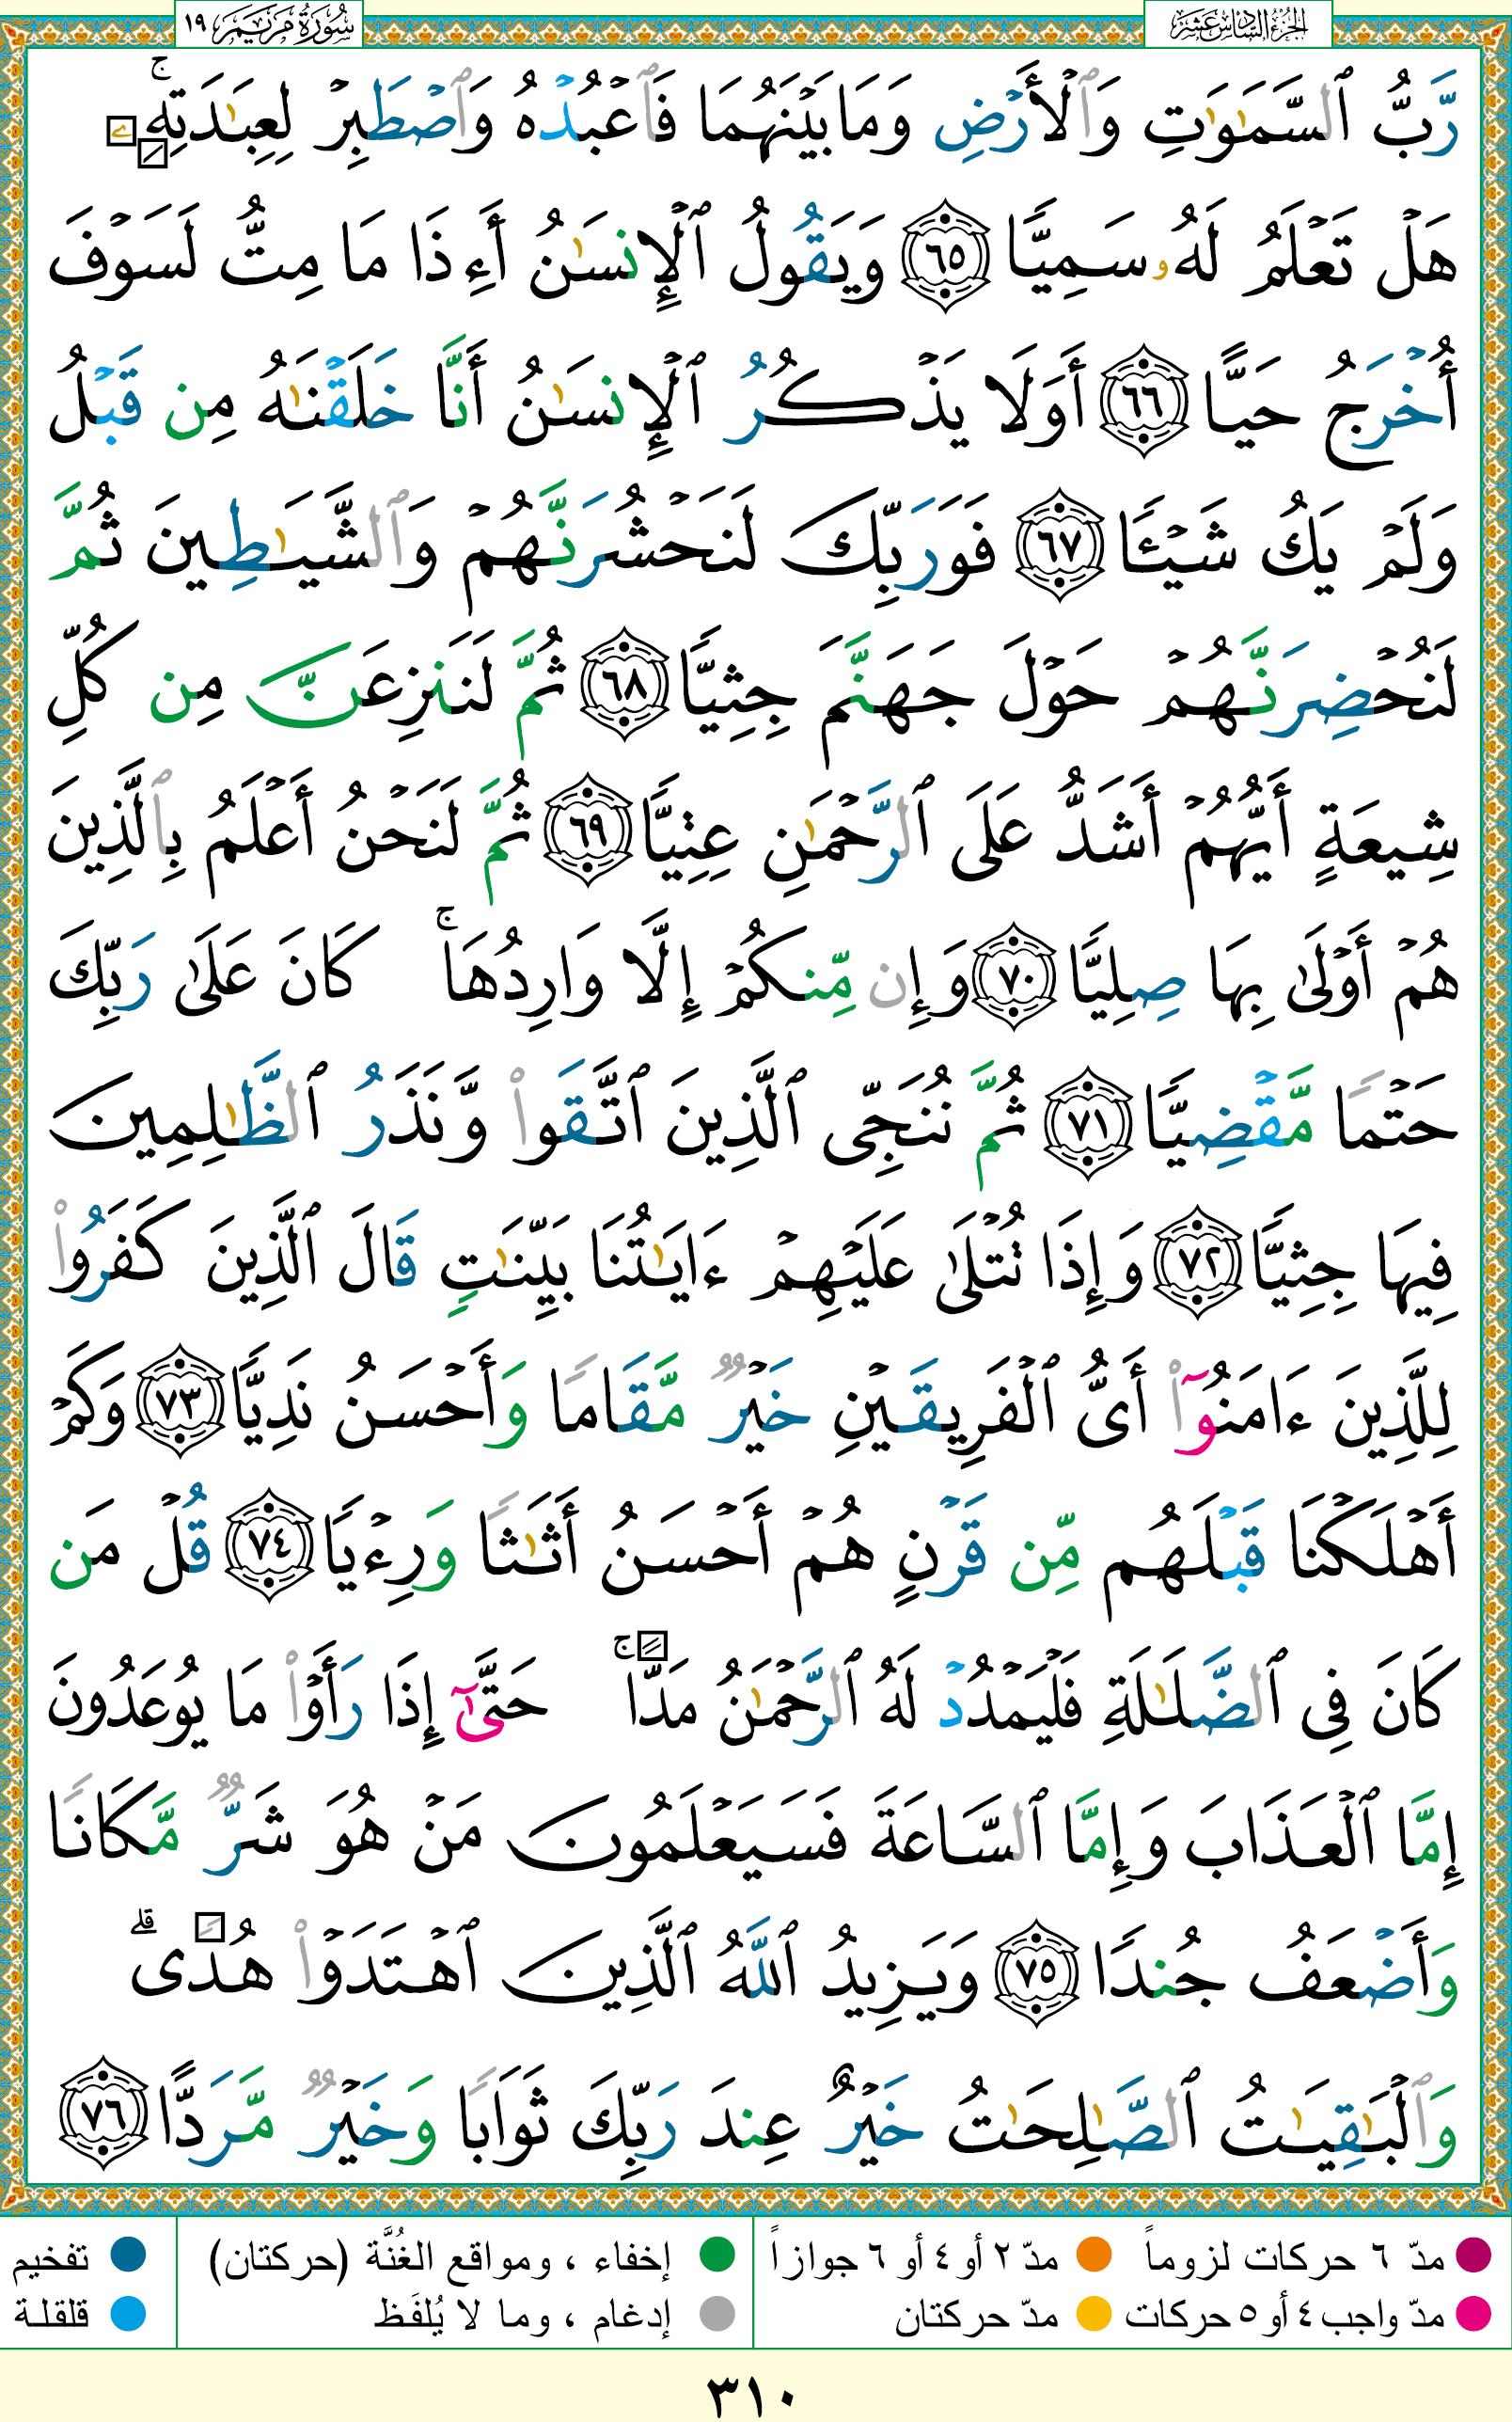 الجزء السادس عشر
سورة مريم ١٩
رَّبُّ ٱلسَّمَٰوَٰتِ وَٱلْأَرْضِ وَمَا بَيْنَهُمَا فَٱعْبُدْهُ وَٱصْطَبِرْ لِعِبَٰدَتِهِۦ ۚ
هَلْ تَعْلَمُ لَهُۥ سَمِيًّا ٦٥ وَيَقُولُ ٱلْإِنسَٰنُ أَءِذَا مَا مِتُّ لَسَوْفَ
أُخْرَجُ حَيًّا ٦٦ أَوَلَا يَذْكُرُ ٱلْإِنسَٰنُ أَنَّا خَلَقْنَٰهُ مِن قَبْلُ
وَلَمْ يَكُ شَيْـًٔا ٦٧ فَوَرَبِّكَ لَنَحْشُرَنَّهُمْ وَٱلشَّيَٰطِينَ ثُمَّ
لَنُحْضِرَنَّهُمْ حَوْلَ جَهَنَّمَ جِثِيًّا ٦٨ ثُمَّ لَنَنزِعَنَّ مِن كُلِّ
شِيعَةٍ أَيُّهُمْ أَشَدُّ عَلَى ٱلرَّحْمَٰنِ عِتِيًّا ٦٩ ثُمَّ لَنَحْنُ أَعْلَمُ بِٱلَّذِينَ
هُمْ أَوْلَىٰ بِهَا صِلِيًّا ٧٠ وَإِن مِّنكُمْ إِلَّا وَارِدُهَا ۚ كَانَ عَلَىٰ رَبِّكَ
حَتْمًا مَّقْضِيًّا ٧١ ثُمَّ نُنَجِّى ٱلَّذِينَ ٱتَّقَوا۟ وَّنَذَرُ ٱلظَّٰلِمِينَ
فِيهَا جِثِيًّا ٧٢ وَإِذَا تُتْلَىٰ عَلَيْهِمْ ءَايَٰتُنَا بَيِّنَٰتٍ قَالَ ٱلَّذِينَ كَفَرُوا۟
لِلَّذِينَ ءَامَنُوٓا۟ أَىُّ ٱلْفَرِيقَيْنِ خَيْرٌ مَّقَامًا وَأَحْسَنُ نَدِيًّا ٧٣ وَكَمْ
أَهْلَكْنَا قَبْلَهُم مِّن قَرْنٍ هُمْ أَحْسَنُ أَثَٰثًا وَرِءْيًا ٧٤ قُلْ مَن
كَانَ فِى ٱلضَّلَٰلَةِ فَلْيَمْدُدْ لَهُ ٱلرَّحْمَٰنُ مَدًّا ۚ حَتَّىٰٓ إِذَا رَأَوْا۟ مَا يُوعَدُونَ
إِمَّا ٱلْعَذَابَ وَإِمَّا ٱلسَّاعَةَ فَسَيَعْلَمُونَ مَنْ هُوَ شَرٌّ مَّكَانًا
وَأَضْعَفُ جُندًا ٧٥ وَيَزِيدُ ٱللَّهُ ٱلَّذِينَ ٱهْتَدَوْا۟ هُدًى ۗ
وَٱلْبَٰقِيَٰتُ ٱلصَّٰلِحَٰتُ خَيْرٌ عِندَ رَبِّكَ ثَوَابًا وَخَيْرٌ مَّرَدًّا ٧٦
مدّ ٦ حركات لزوماً مدّ ٢ أو ٤ أو ٦ جوازاً إخفاء ، ومواقع الغُنَّة (حركتان) تفخيم
مدّ واجب ٤ أو ٥ حركات مدّ حركتان إدغام ، وما لا يُلفَظ قلقلة
٣١٠